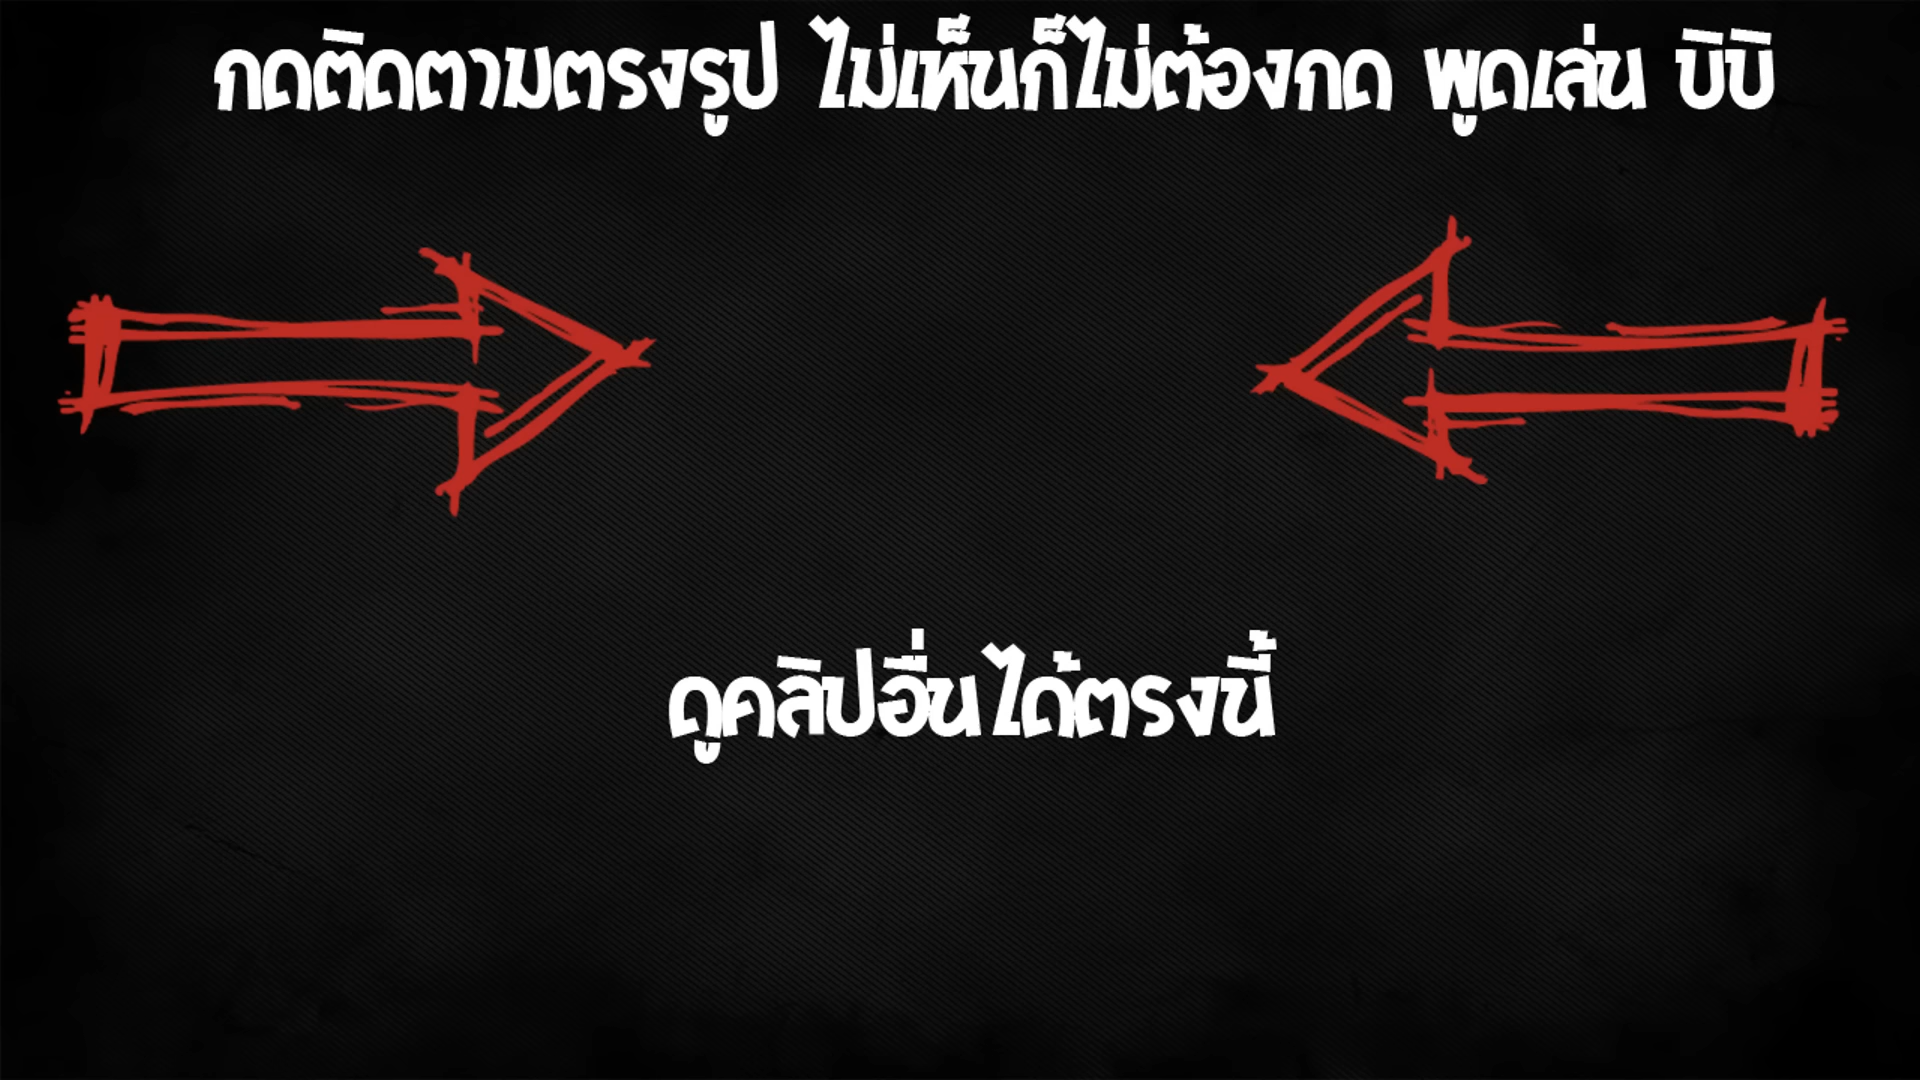 กดติดตามตรงรูป ไม่เห็นก็ไม่ต้องกด พูดเล่น บิบิ
ดูคลิปอื่นได้ตรงนี้